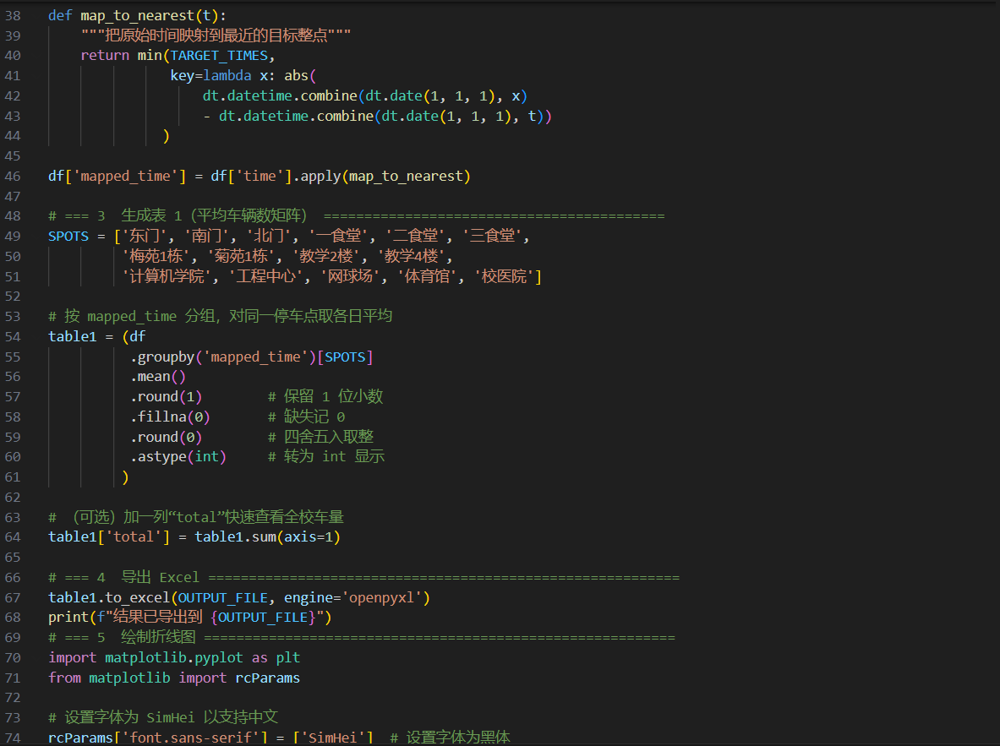 38 def map_to_nearest(t):
39     """把原始时间映射到最近的目标整点"""
40     return min(TARGET_TIMES,
41                key=lambda x: abs(
42                    dt.datetime.combine(dt.date(1, 1, 1), x)
43                    - dt.datetime.combine(dt.date(1, 1, 1), t))
44               )
45
46 df['mapped_time'] = df['time'].apply(map_to_nearest)
47
48 # === 3  生成表 1（平均车辆数矩阵） ==========================================
49 SPOTS = ['东门', '南门', '北门', '一食堂', '二食堂', '三食堂',
50          '梅苑1栋', '菊苑1栋', '教学2楼', '教学4楼',
51          '计算机学院', '工程中心', '网球场', '体育馆', '校医院']
52
53 # 按 mapped_time 分组，对同一停车点取各日平均
54 table1 = (df
55           .groupby('mapped_time')[SPOTS]
56           .mean()
57           .round(1)        # 保留 1 位小数
58           .fillna(0)       # 缺失记 0
59           .round(0)        # 四舍五入取整
60           .astype(int)     # 转为 int 显示
61          )
62
63 # （可选）加一列“total”快速查看全校车量
64 table1['total'] = table1.sum(axis=1)
65
66 # === 4  导出 Excel ==========================================================
67 table1.to_excel(OUTPUT_FILE, engine='openpyxl')
68 print(f"结果已导出到 {OUTPUT_FILE}")
69 # === 5  绘制折线图 ==========================================================
70 import matplotlib.pyplot as plt
71 from matplotlib import rcParams
72
73 # 设置字体为 SimHei 以支持中文
74 rcParams['font.sans-serif'] = ['SimHei']  # 设置字体为黑体